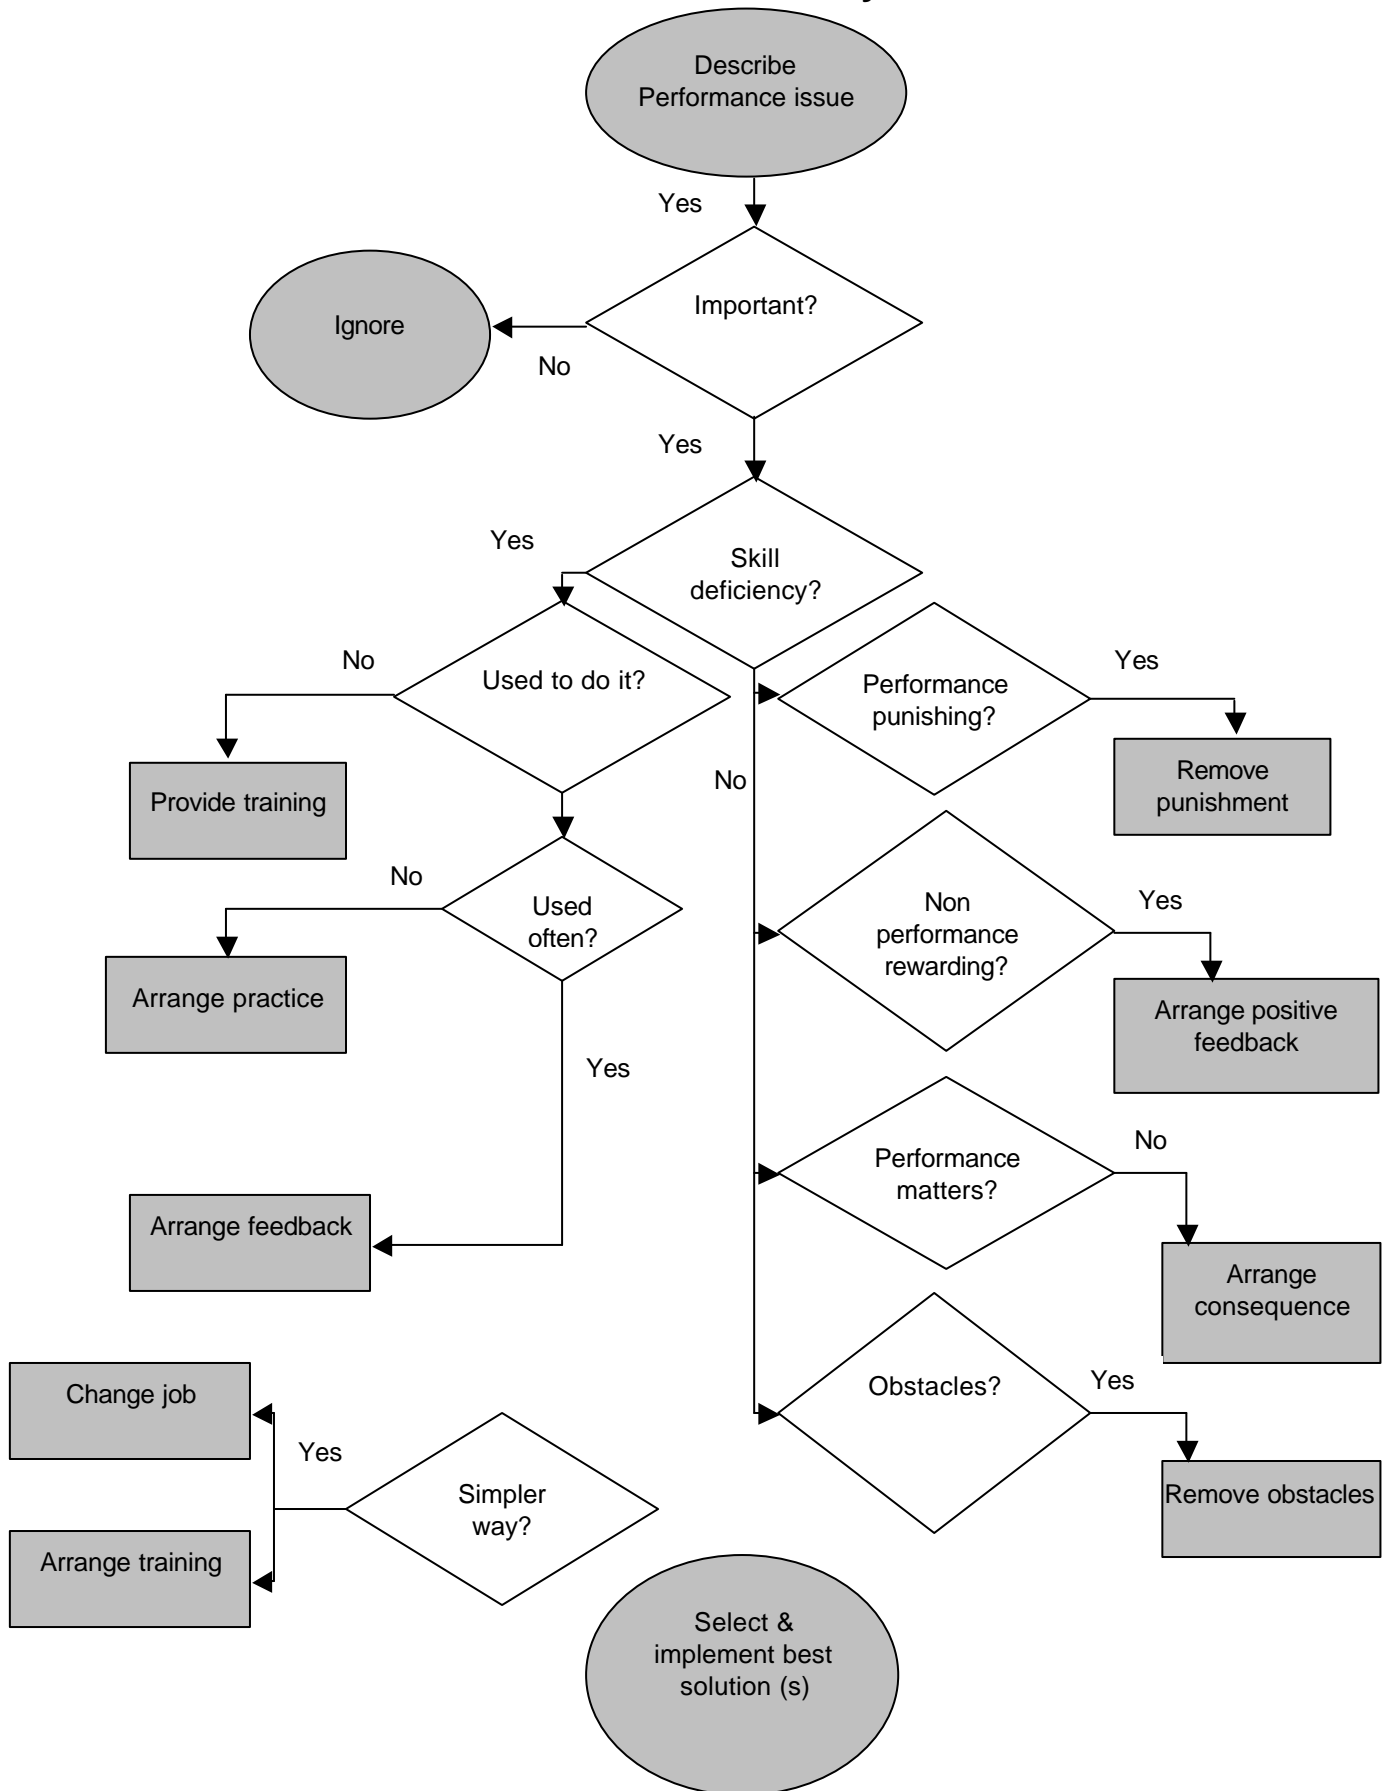 Describe
Performance issue
Yes
Important?
Ignore
No
Yes
Yes
Skill
deficiency?
No
Used to do it?
Performance
punishing?
Yes
Provide training
No
Remove
punishment
No
Used
often?
Non
performance
rewarding?
Yes
Arrange practice
Arrange positive
feedback
Yes
Performance
matters?
No
Arrange feedback
Arrange
consequence
Change job
Obstacles?
Yes
Yes
Simpler
way?
Remove obstacles
Arrange training
Select &
implement best
solution (s)